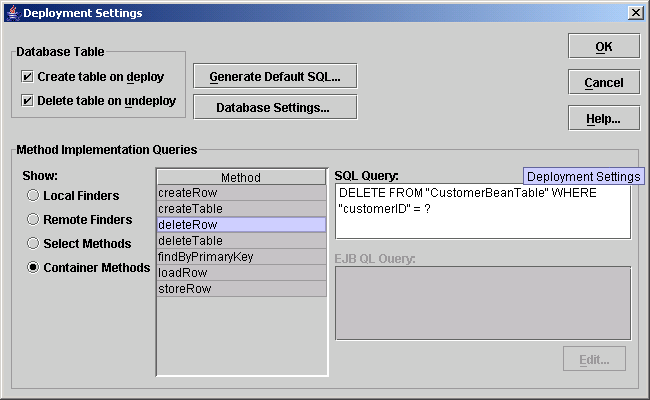 Deployment Settings
Database Table
Create table on deploy
Delete table on undeploy
Generate Default SQL...
Database Settings...
OK
Cancel
Help...
Method Implementation Queries
Show:
Local Finders
Remote Finders
Select Methods
Container Methods
Method
createRow
createTable
deleteRow
deleteTable
findByPrimaryKey
loadRow
storeRow
SQL Query:
Deployment Settings
DELETE FROM "CustomerBeanTable" WHERE
"customerID" = ?
EJB QL Query:
Edit...